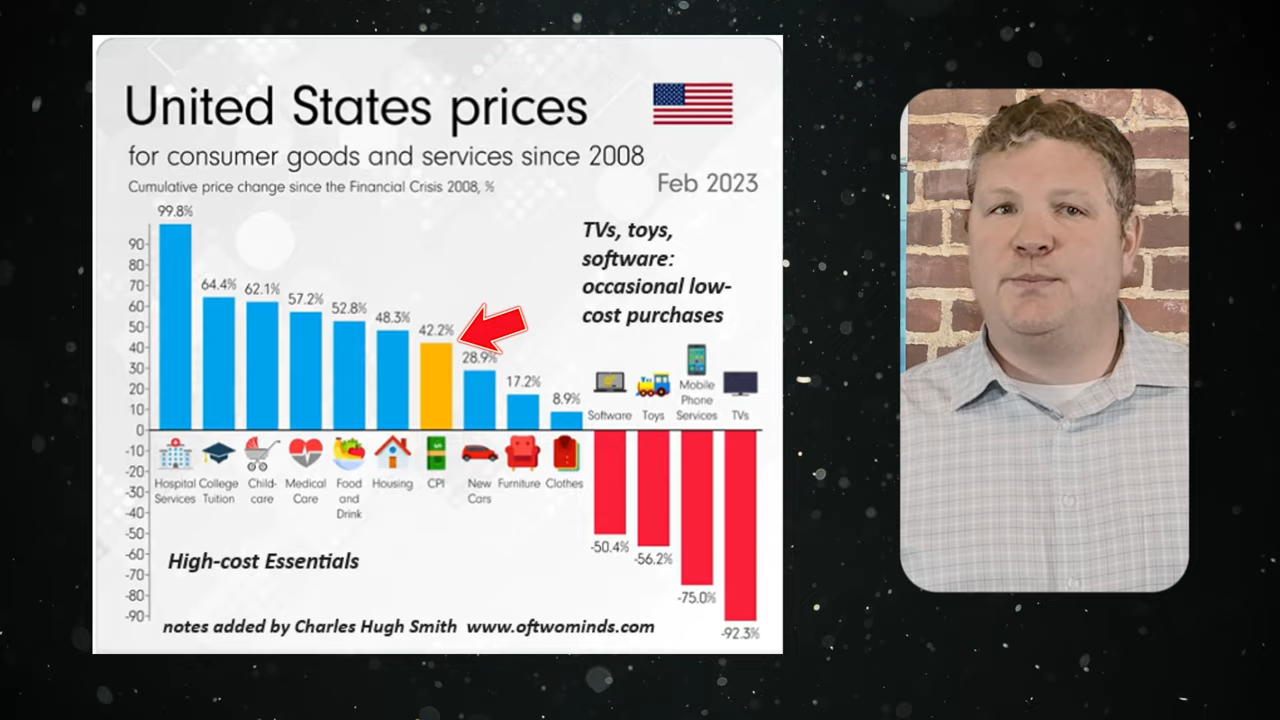 United States prices
for consumer goods and services since 2008
Cumulative price change since the Financial Crisis 2008, %
Feb 2023
99.8%
64.4%
62.1%
57.2%
52.8%
48.3%
42.2%
28.9%
17.2%
8.9%
TVs, toys,
software:
occasional low-
cost purchases
90
80
70
60
50
40
30
20
10
0
-10
-20
-30
-40
-50
-60
-70
-80
-90
Software
Toys
Mobile
Phone
Services
TVs
Hospital
Services
College
Tuition
Child-
care
Medical
Care
Food
and
Drink
Housing
CPI
New
Cars
Furniture
Clothes
-50.4%
-56.2%
-75.0%
-92.3%
High-cost Essentials
notes added by Charles Hugh Smith www.oftwominds.com